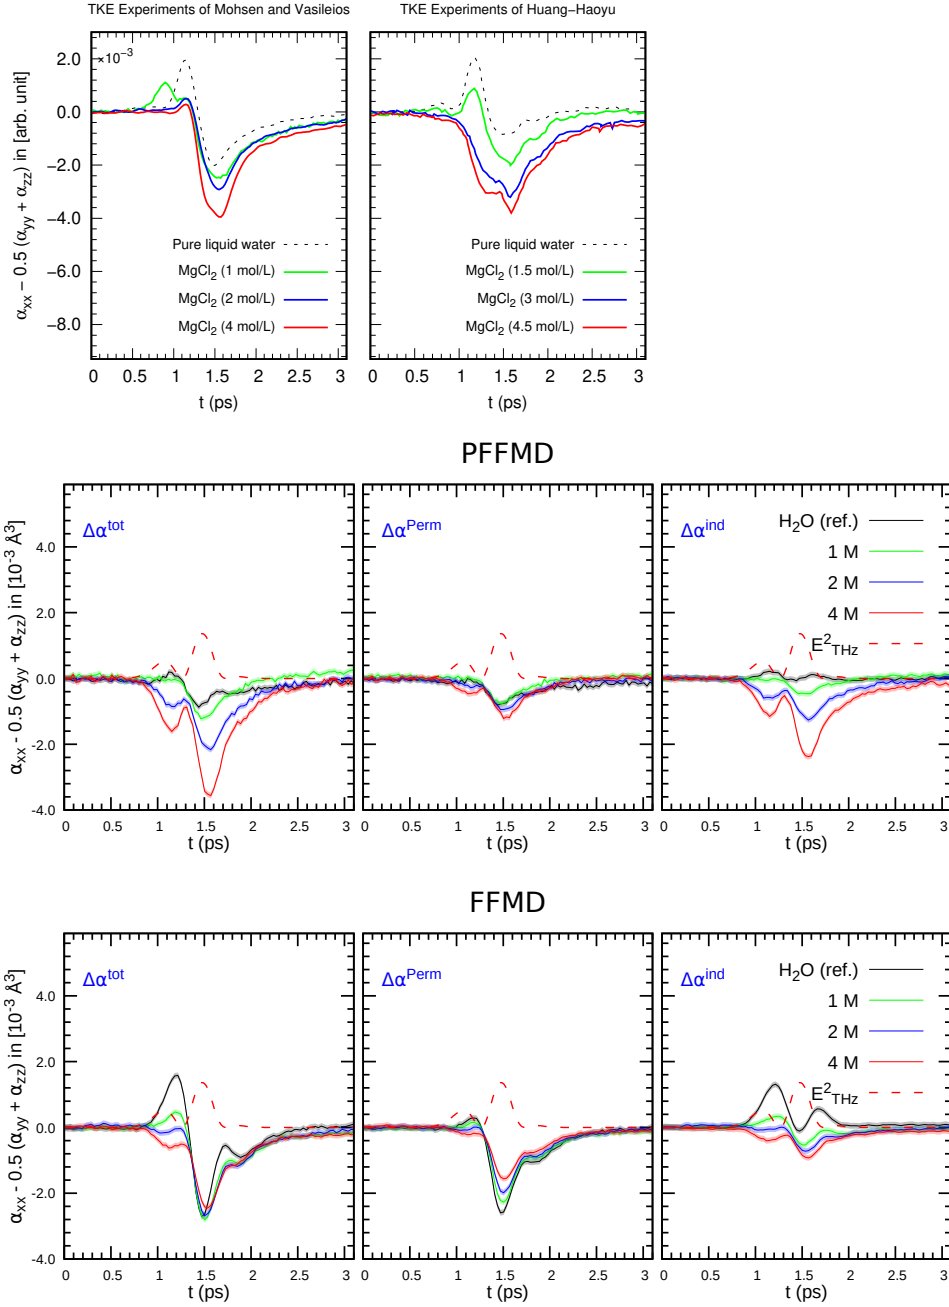 TKE Experiments of Mohsen and Vasileios
TKE Experiments of Huang−Haoyu
×10−3
2.0
0.0
−2.0
−4.0
−6.0
−8.0
αxx − 0.5 (αyy + αzz) in [arb. unit]
Pure liquid water
MgCl2 (1 mol/L)
MgCl2 (2 mol/L)
MgCl2 (4 mol/L)
0 0.5 1 1.5 2 2.5 3
t (ps)
Pure liquid water
MgCl2 (1.5 mol/L)
MgCl2 (3 mol/L)
MgCl2 (4.5 mol/L)
0 0.5 1 1.5 2 2.5 3
t (ps)
PFFMD
αxx - 0.5 (αyy + αzz) in [10-3 Å3]
4.0
2.0
0.0
-2.0
-4.0
Δαtot
0 0.5 1 1.5 2 2.5 3
t (ps)
ΔαPerm
0 0.5 1 1.5 2 2.5 3
t (ps)
Δαind
H2O (ref.)
1 M
2 M
4 M
E2THz
0 0.5 1 1.5 2 2.5 3
t (ps)
FFMD
αxx - 0.5 (αyy + αzz) in [10-3 Å3]
4.0
2.0
0.0
-2.0
-4.0
Δαtot
0 0.5 1 1.5 2 2.5 3
t (ps)
ΔαPerm
0 0.5 1 1.5 2 2.5 3
t (ps)
Δαind
H2O (ref.)
1 M
2 M
4 M
E2THz
0 0.5 1 1.5 2 2.5 3
t (ps)